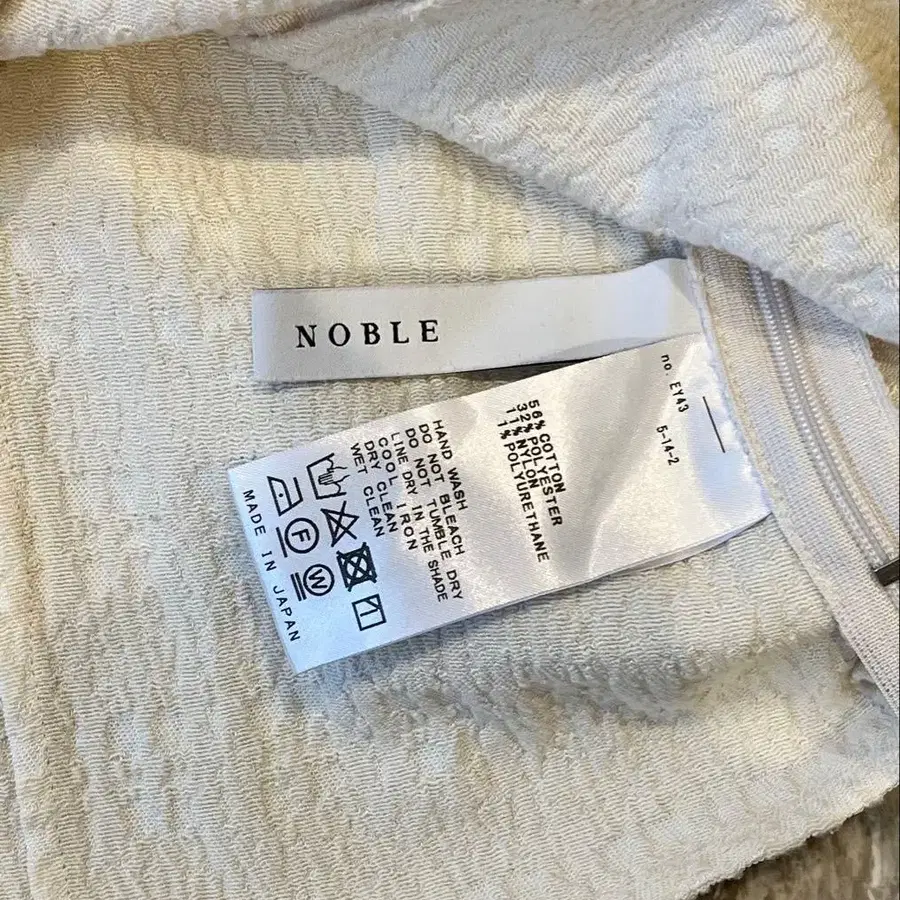 NOBLE
no. EY43 5-14-2
56% COTTON
32% POLYESTER
11% NYLON
1% POLYURETHANE
HAND WASH
DO NOT BLEACH
DO NOT TUMBLE DRY
LINE DRY IN THE SHADE
COOL IRON
DRY CLEAN
WET CLEAN
F
W
MADE IN JAPAN